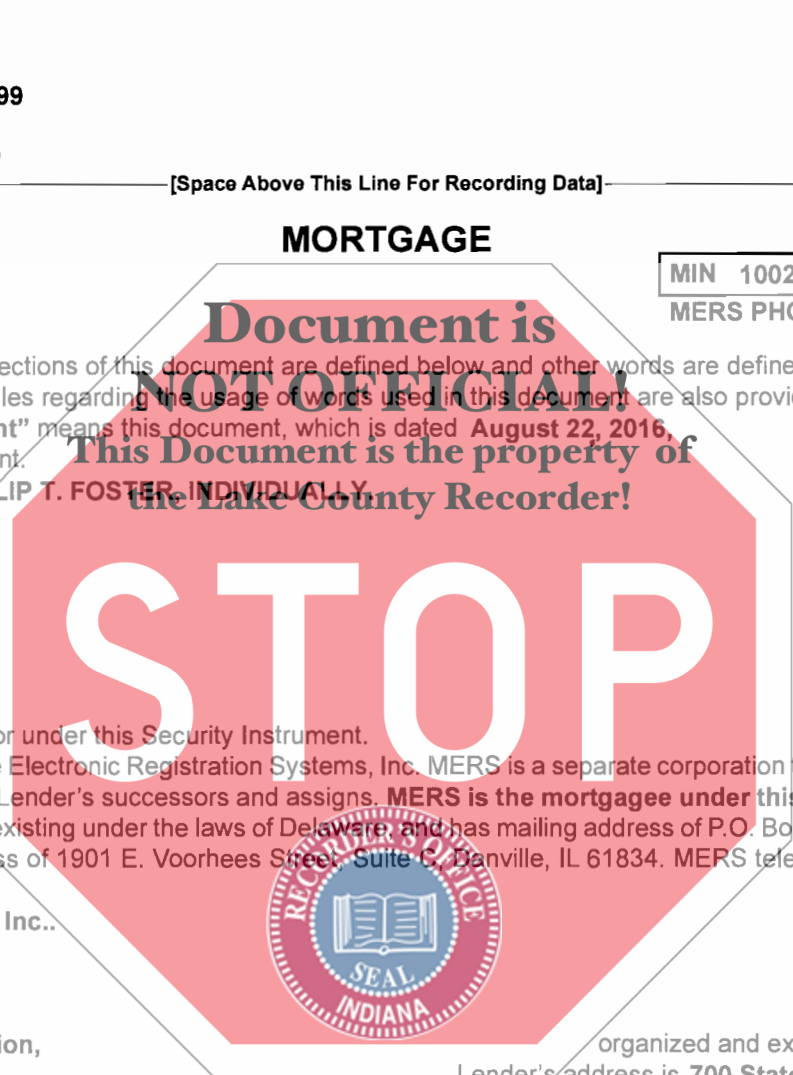 99
[Space Above This Line For Recording Data]
MORTGAGE
MIN 1002
MERS PHO
Document is
ections of this document are defined below and other words are define
NOT OFFICIAL!
les regarding the usage of words used in this document are also provi
nt” means this document, which is dated August 22, 2016,
This Document is the property of
nt.
LIP T. FOSTER, INDIVIDUALLY.
the Lake County Recorder!
STOP
or under this Security Instrument.
e Electronic Registration Systems, Inc. MERS is a separate corporation
Lender's successors and assigns. MERS is the mortgagee under this
existing under the laws of Delaware, and has mailing address of P.O. Bo
ss of 1901 E. Voorhees Street, Suite C, Danville, IL 61834. MERS tele
RECORDER'S OFFICE
Inc..
SEAL
INDIANA
ion,
organized and ex
Lender's address is 700 State